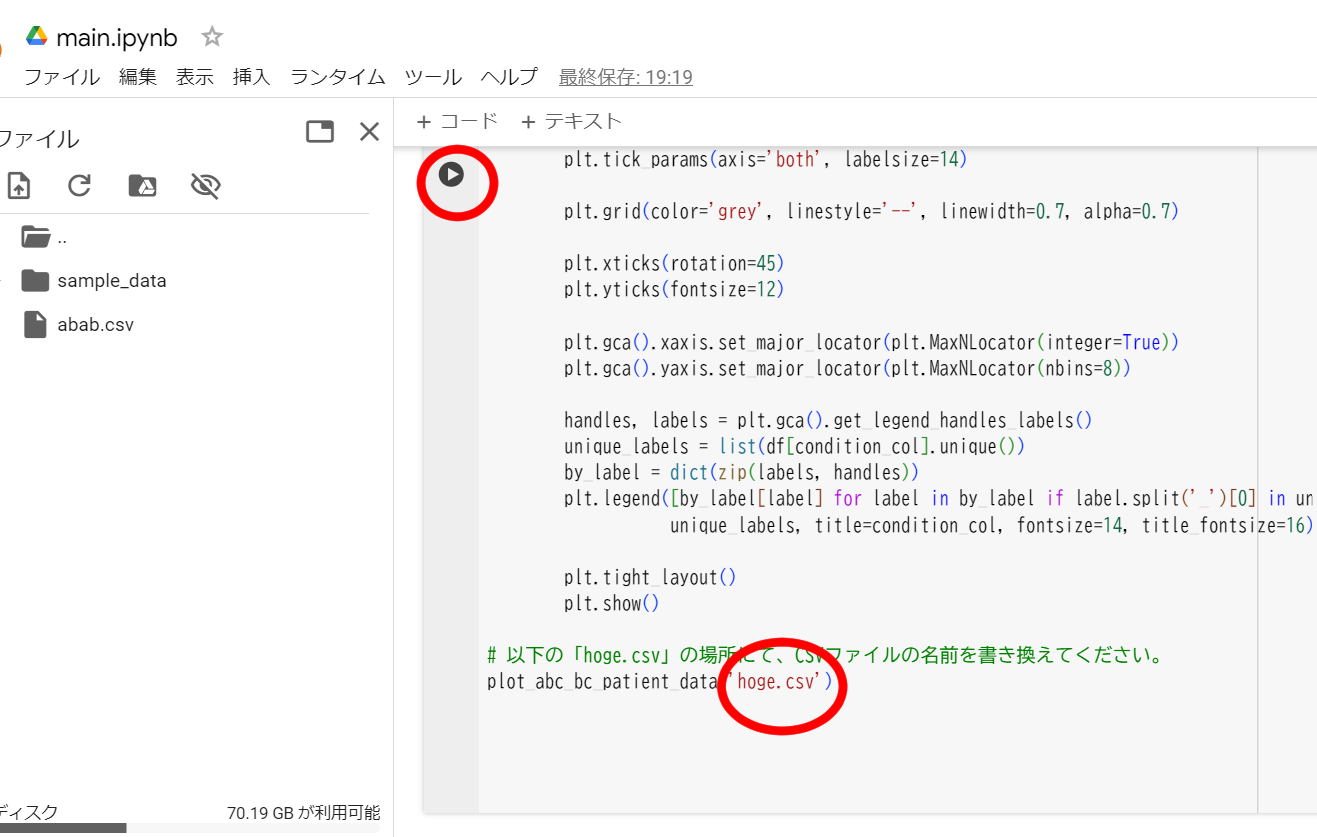 main.ipynb
ファイル 編集 表示 挿入 ランタイム ツール ヘルプ 最終保存: 19:19
ファイル
..
sample_data
abab.csv
ディスク 70.19 GB が利用可能
+ コード + テキスト
plt.tick_params(axis='both', labelsize=14)
plt.grid(color='grey', linestyle='--', linewidth=0.7, alpha=0.7)
plt.xticks(rotation=45)
plt.yticks(fontsize=12)
plt.gca().xaxis.set_major_locator(plt.MaxNLocator(integer=True))
plt.gca().yaxis.set_major_locator(plt.MaxNLocator(nbins=8))
handles, labels = plt.gca().get_legend_handles_labels()
unique_labels = list(df[condition_col].unique())
by_label = dict(zip(labels, handles))
plt.legend([by_label[label] for label in by_label if label.split('_')[0] in un
unique_labels, title=condition_col, fontsize=14, title_fontsize=16)
plt.tight_layout()
plt.show()
# 以下の「hoge.csv」の場所にて、CSVファイルの名前を書き換えてください。
plot_abc_bc_patient_data('hoge.csv')